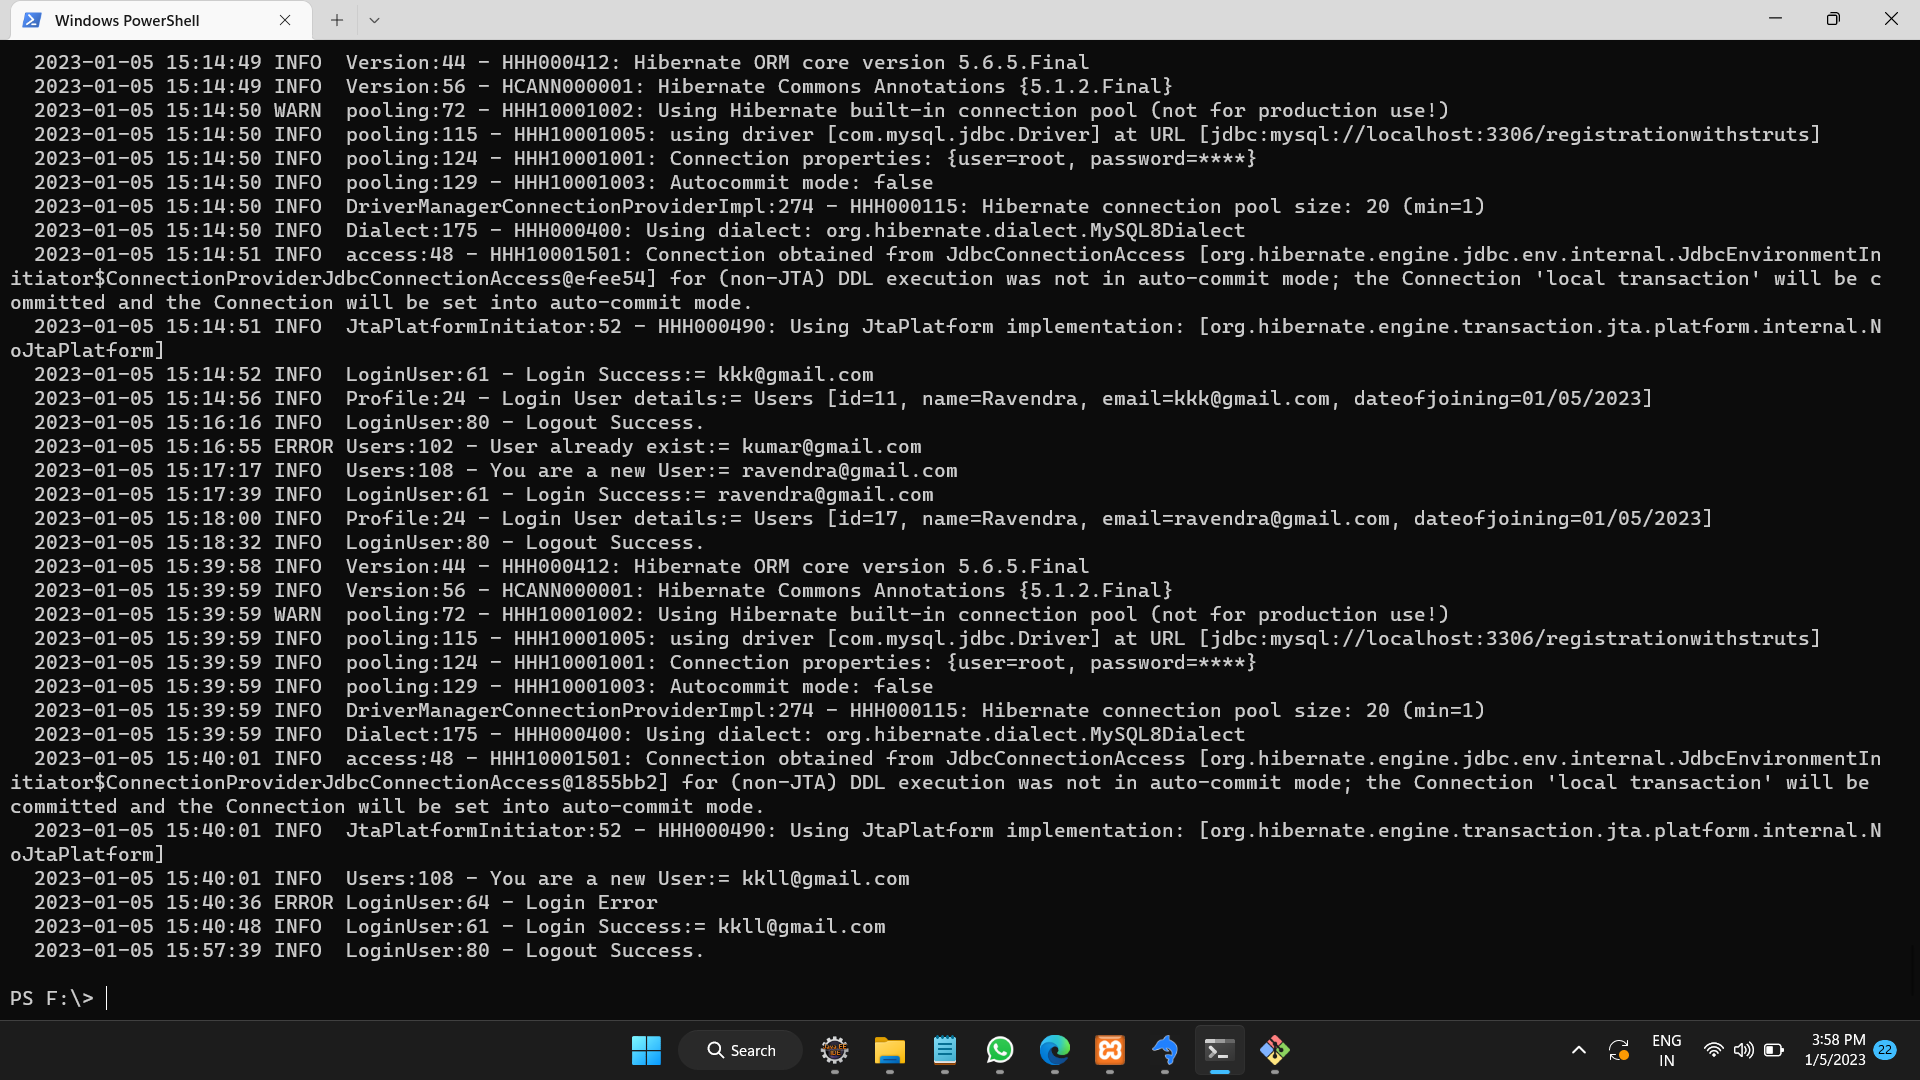 Windows PowerShell
2023-01-05 15:14:49 INFO  Version:44 - HHH000412: Hibernate ORM core version 5.6.5.Final
2023-01-05 15:14:49 INFO  Version:56 - HCANN000001: Hibernate Commons Annotations {5.1.2.Final}
2023-01-05 15:14:50 WARN  pooling:72 - HHH10001002: Using Hibernate built-in connection pool (not for production use!)
2023-01-05 15:14:50 INFO  pooling:115 - HHH10001005: using driver [com.mysql.jdbc.Driver] at URL [jdbc:mysql://localhost:3306/registrationwithstruts]
2023-01-05 15:14:50 INFO  pooling:124 - HHH10001001: Connection properties: {user=root, password=****}
2023-01-05 15:14:50 INFO  pooling:129 - HHH10001003: Autocommit mode: false
2023-01-05 15:14:50 INFO  DriverManagerConnectionProviderImpl:274 - HHH000115: Hibernate connection pool size: 20 (min=1)
2023-01-05 15:14:50 INFO  Dialect:175 - HHH000400: Using dialect: org.hibernate.dialect.MySQL8Dialect
2023-01-05 15:14:51 INFO  access:48 - HHH10001501: Connection obtained from JdbcConnectionAccess [org.hibernate.engine.jdbc.env.internal.JdbcEnvironmentIn
itiator$ConnectionProviderJdbcConnectionAccess@efee54] for (non-JTA) DDL execution was not in auto-commit mode; the Connection 'local transaction' will be c
ommitted and the Connection will be set into auto-commit mode.
2023-01-05 15:14:51 INFO  JtaPlatformInitiator:52 - HHH000490: Using JtaPlatform implementation: [org.hibernate.engine.transaction.jta.platform.internal.N
oJtaPlatform]
2023-01-05 15:14:52 INFO  LoginUser:61 - Login Success:= kkk@gmail.com
2023-01-05 15:14:56 INFO  Profile:24 - Login User details:= Users [id=11, name=Ravendra, email=kkk@gmail.com, dateofjoining=01/05/2023]
2023-01-05 15:16:16 INFO  LoginUser:80 - Logout Success.
2023-01-05 15:16:55 ERROR Users:102 - User already exist:= kumar@gmail.com
2023-01-05 15:17:17 INFO  Users:108 - You are a new User:= ravendra@gmail.com
2023-01-05 15:17:39 INFO  LoginUser:61 - Login Success:= ravendra@gmail.com
2023-01-05 15:18:00 INFO  Profile:24 - Login User details:= Users [id=17, name=Ravendra, email=ravendra@gmail.com, dateofjoining=01/05/2023]
2023-01-05 15:18:32 INFO  LoginUser:80 - Logout Success.
2023-01-05 15:39:58 INFO  Version:44 - HHH000412: Hibernate ORM core version 5.6.5.Final
2023-01-05 15:39:59 INFO  Version:56 - HCANN000001: Hibernate Commons Annotations {5.1.2.Final}
2023-01-05 15:39:59 WARN  pooling:72 - HHH10001002: Using Hibernate built-in connection pool (not for production use!)
2023-01-05 15:39:59 INFO  pooling:115 - HHH10001005: using driver [com.mysql.jdbc.Driver] at URL [jdbc:mysql://localhost:3306/registrationwithstruts]
2023-01-05 15:39:59 INFO  pooling:124 - HHH10001001: Connection properties: {user=root, password=****}
2023-01-05 15:39:59 INFO  pooling:129 - HHH10001003: Autocommit mode: false
2023-01-05 15:39:59 INFO  DriverManagerConnectionProviderImpl:274 - HHH000115: Hibernate connection pool size: 20 (min=1)
2023-01-05 15:39:59 INFO  Dialect:175 - HHH000400: Using dialect: org.hibernate.dialect.MySQL8Dialect
2023-01-05 15:40:01 INFO  access:48 - HHH10001501: Connection obtained from JdbcConnectionAccess [org.hibernate.engine.jdbc.env.internal.JdbcEnvironmentIn
itiator$ConnectionProviderJdbcConnectionAccess@1855bb2] for (non-JTA) DDL execution was not in auto-commit mode; the Connection 'local transaction' will be
committed and the Connection will be set into auto-commit mode.
2023-01-05 15:40:01 INFO  JtaPlatformInitiator:52 - HHH000490: Using JtaPlatform implementation: [org.hibernate.engine.transaction.jta.platform.internal.N
oJtaPlatform]
2023-01-05 15:40:01 INFO  Users:108 - You are a new User:= kkll@gmail.com
2023-01-05 15:40:36 ERROR LoginUser:64 - Login Error
2023-01-05 15:40:48 INFO  LoginUser:61 - Login Success:= kkll@gmail.com
2023-01-05 15:57:39 INFO  LoginUser:80 - Logout Success.
PS F:\>
Search
ENG
IN
3:58 PM
1/5/2023
22